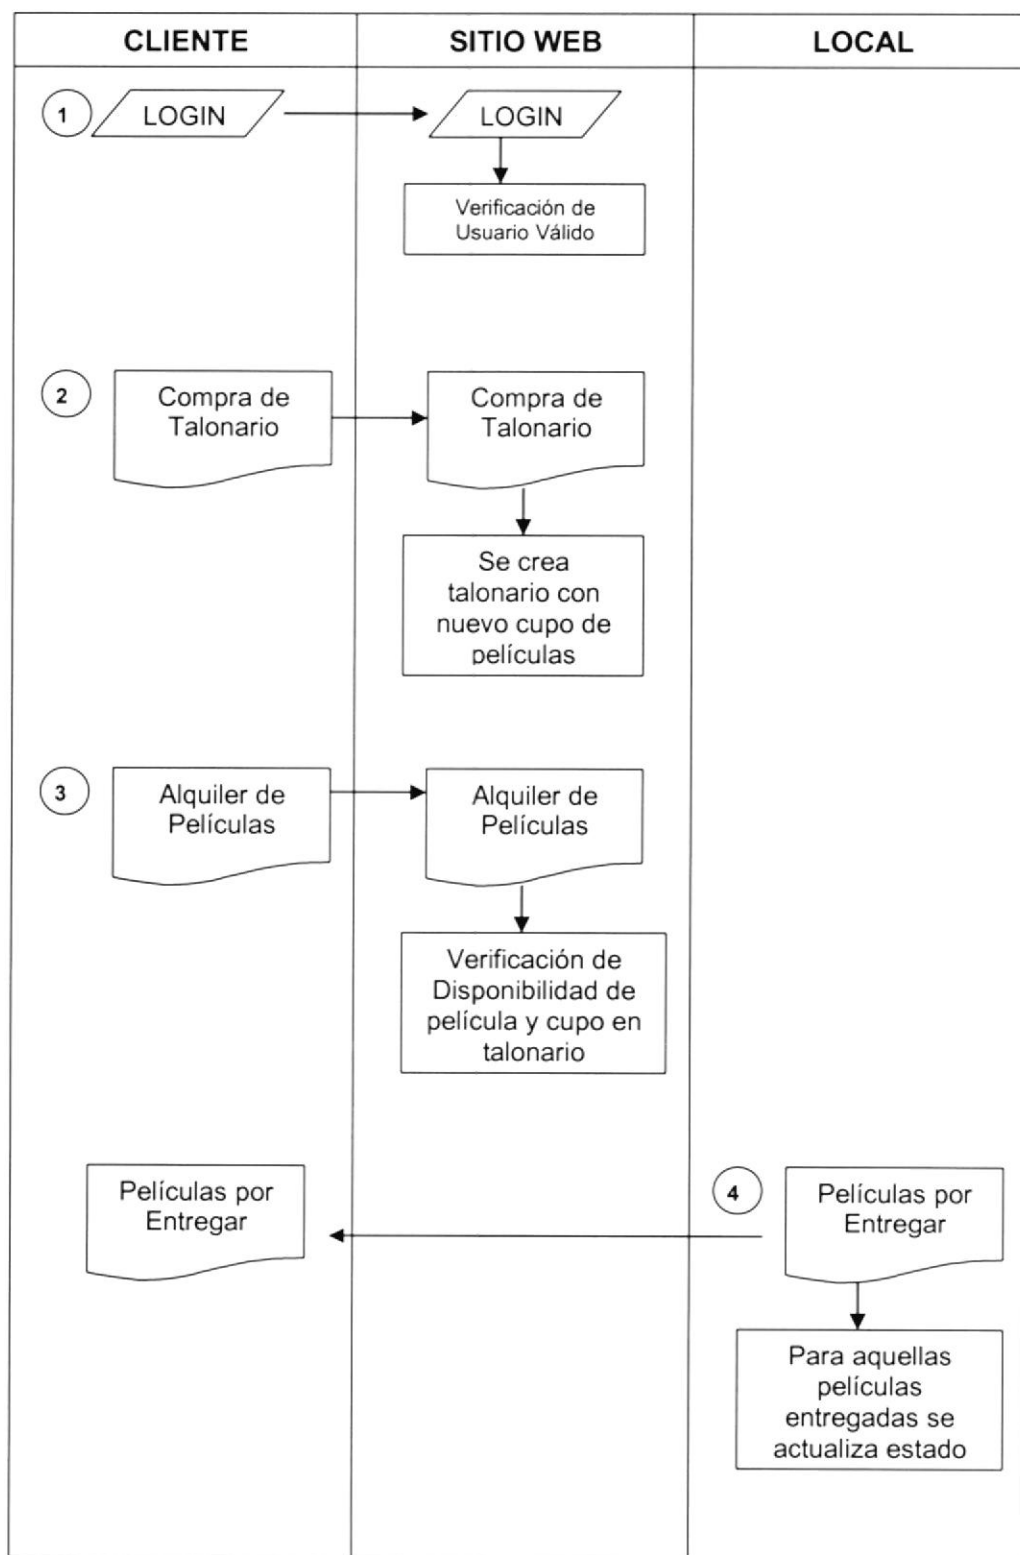 CLIENTE
SITIO WEB
LOCAL
1
LOGIN
LOGIN
Verificación de
Usuario Válido
2
Compra de
Talonario
Compra de
Talonario
Se crea
talonario con
nuevo cupo de
películas
3
Alquiler de
Películas
Alquiler de
Películas
Verificación de
Disponibilidad de
película y cupo en
talonario
Películas por
Entregar
4
Películas por
Entregar
Para aquellas
películas
entregadas se
actualiza estado